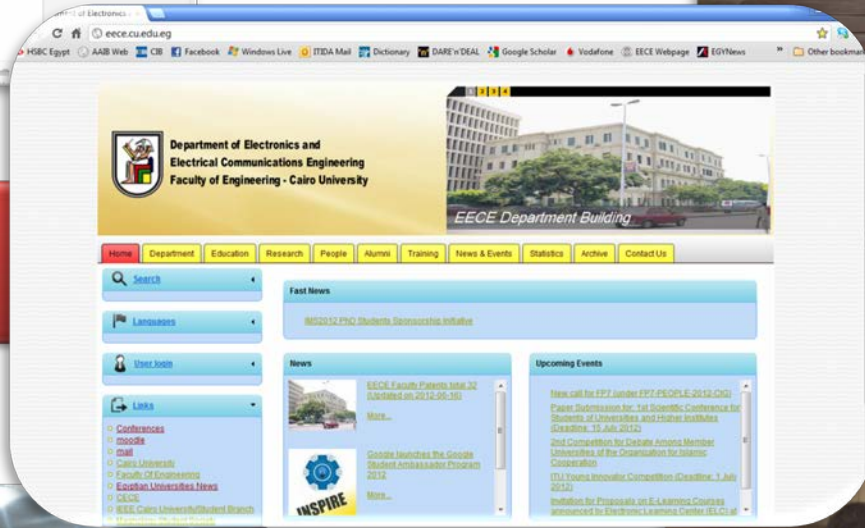 ent of Electronics
eece.cu.edu.eg
HSBC Egypt AAIB Web CIB Facebook Windows Live ITIDA Mail Dictionary DARE'n'DEAL Google Scholar Vodafone EECE Webpage EGYNews » Other bookmar
Department of Electronics and
Electrical Communications Engineering
Faculty of Engineering - Cairo University
1 2 3 4
EECE Department Building
Home Department Education Research People Alumni Training News & Events Statistics Archive Contact Us
Search
Languages
User login
Links
Conferences
moodle
mail
Cairo University
Faculty Of Engineering
Egyptian Universities News
CECE
IEEE Cairo University Student Branch
Fast News
IMS2012 PhD Students Sponsorship Initiative
News
EECE Faculty Patents total 32
(Updated on 2012-06-16)
More...
Google launches the Google
Student Ambassador Program
2012
More...
INSPIRE
Upcoming Events
New call for FP7 (under FP7-PEOPLE-2012-CIG)
Paper Submission for: 1st Scientific Conference for
Students of Universities and Higher Institutes
(Deadline: 15 July 2012)
2nd Competition for Debate Among Member
Universities of the Organization for Islamic
Cooperation
ITU Young Innovator Competition (Deadline: 1 July
2012)
Invitation for Proposals on E-Learning Courses
announced by Electronic Learning Center (ELC) at